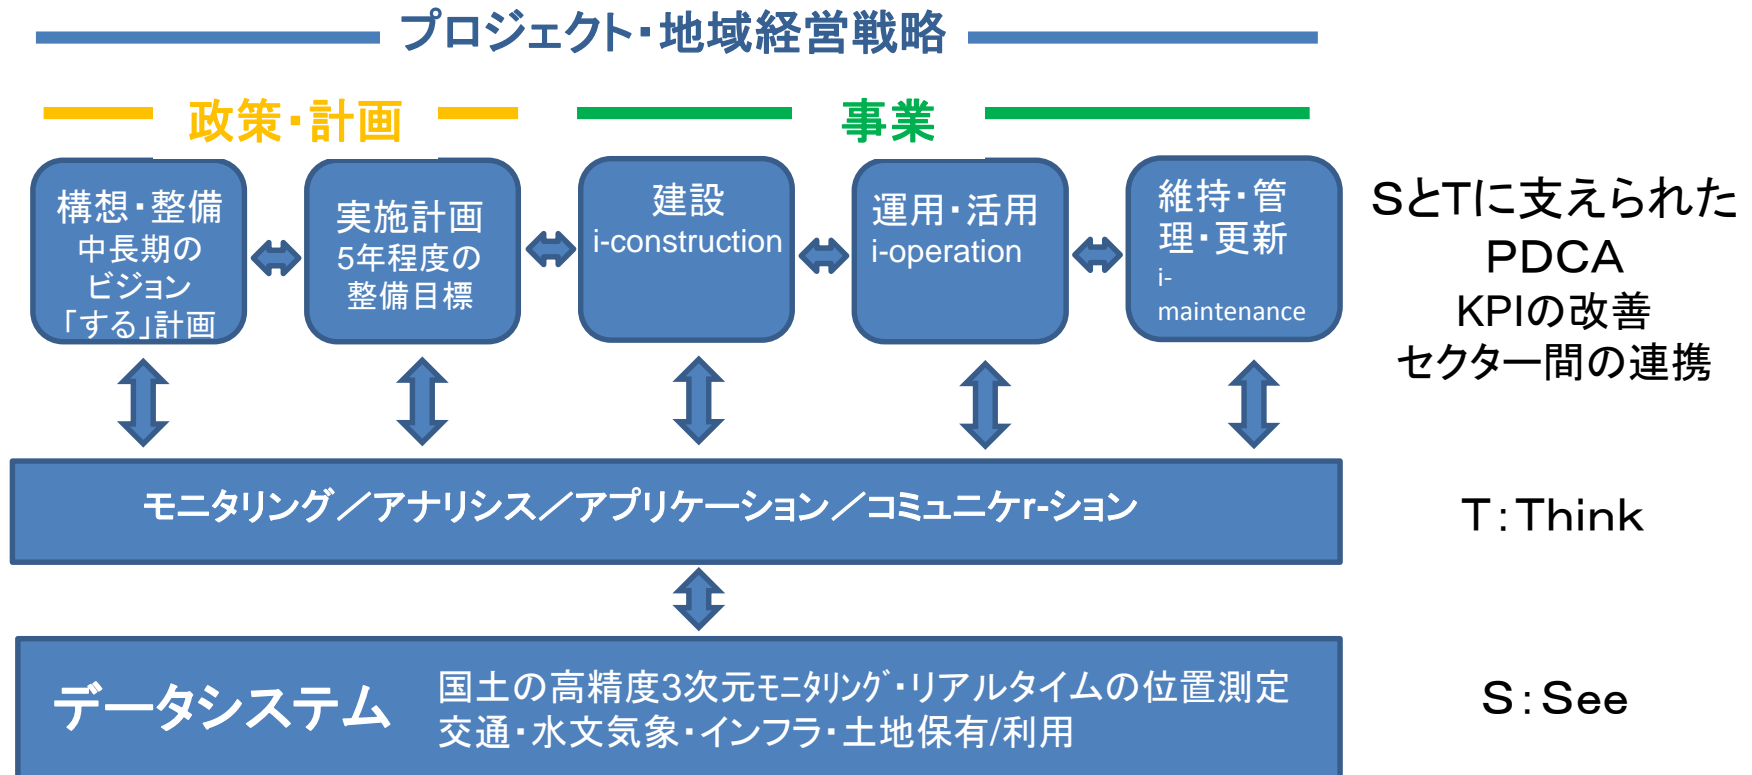 プロジェクト・地域経営戦略
政策・計画
事業
構想・整備
中長期の
ビジョン
「する」計画
実施計画
5年程度の
整備目標
建設
i-construction
運用・活用
i-operation
維持・管
理・更新
i-
maintenance
SとTに支えられた
PDCA
KPIの改善
セクター間の連携
モニタリング／アナリシス／アプリケーション／コミュニケr-ション
T：Think
データシステム
国土の高精度3次元ﾓﾆﾀﾘﾝｸﾞ・リアルタイムの位置測定
交通・水文気象・インフラ・土地保有/利用
S：See